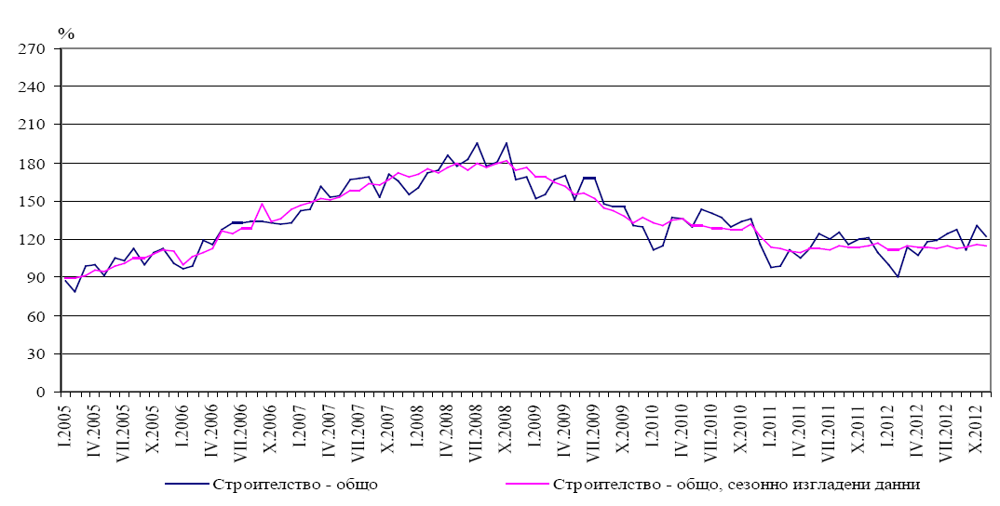 %
270
240
210
180
150
120
90
60
30
0
I.2005
IV.2005
VII.2005
X.2005
I.2006
IV.2006
VII.2006
X.2006
I.2007
IV.2007
VII.2007
X.2007
I.2008
IV.2008
VII.2008
X.2008
I.2009
IV.2009
VII.2009
X.2009
I.2010
IV.2010
VII.2010
X.2010
I.2011
IV.2011
VII.2011
X.2011
I.2012
IV.2012
VII.2012
X.2012
Строителство - общо
Строителство - общо, сезонно изгладени данни